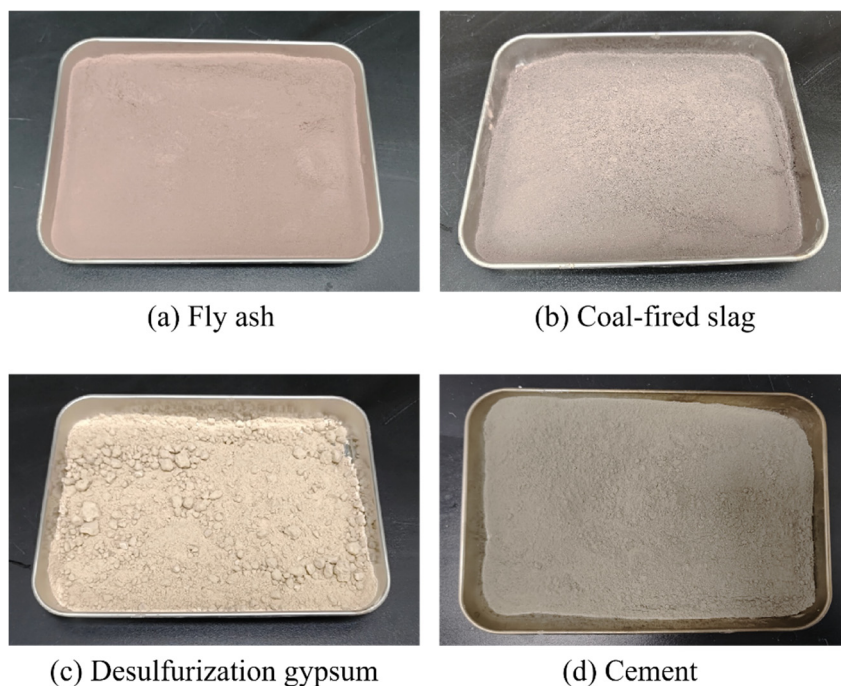 (a) Fly ash
(b) Coal-fired slag
(c) Desulfurization gypsum
(d) Cement